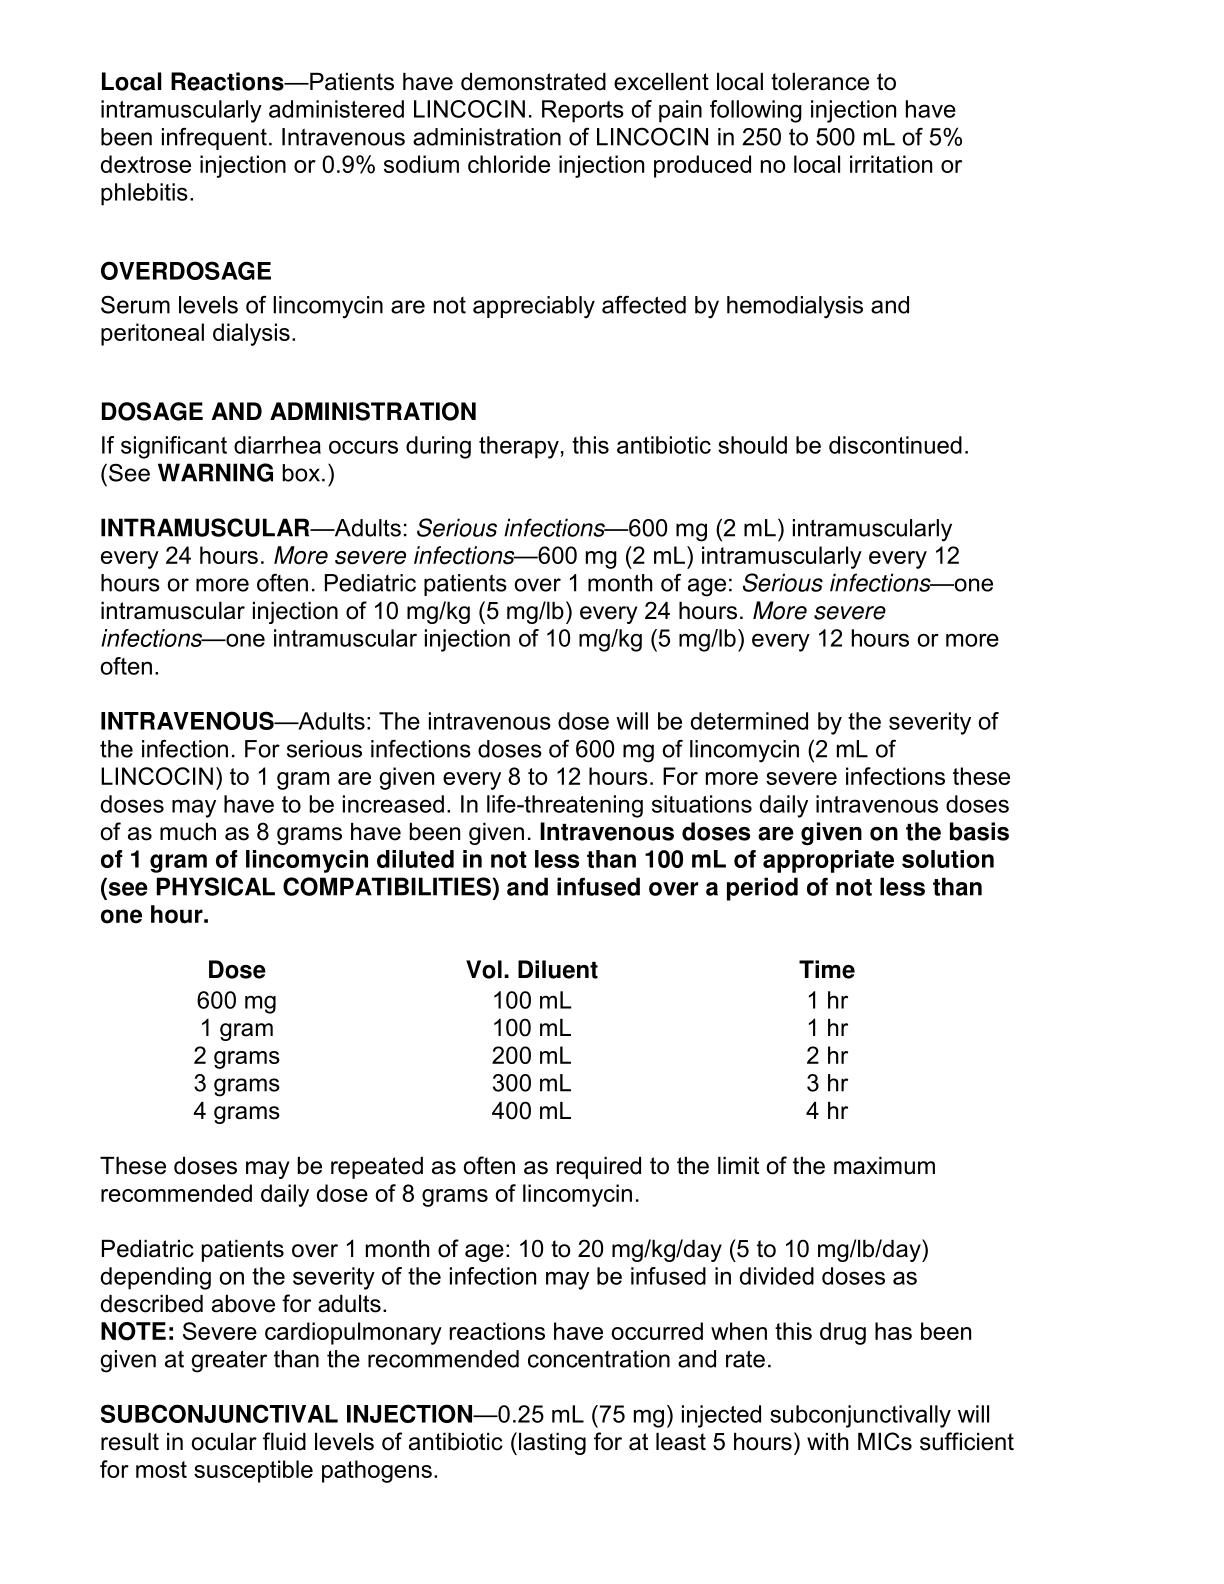 Local Reactions—Patients have demonstrated excellent local tolerance to
intramuscularly administered LINCOCIN. Reports of pain following injection have
been infrequent. Intravenous administration of LINCOCIN in 250 to 500 mL of 5%
dextrose injection or 0.9% sodium chloride injection produced no local irritation or
phlebitis.
OVERDOSAGE
Serum levels of lincomycin are not appreciably affected by hemodialysis and
peritoneal dialysis.
DOSAGE AND ADMINISTRATION
If significant diarrhea occurs during therapy, this antibiotic should be discontinued.
(See WARNING box.)
INTRAMUSCULAR—Adults: Serious infections—600 mg (2 mL) intramuscularly
every 24 hours. More severe infections—600 mg (2 mL) intramuscularly every 12
hours or more often. Pediatric patients over 1 month of age: Serious infections—one
intramuscular injection of 10 mg/kg (5 mg/lb) every 24 hours. More severe
infections—one intramuscular injection of 10 mg/kg (5 mg/lb) every 12 hours or more
often.
INTRAVENOUS—Adults: The intravenous dose will be determined by the severity of
the infection. For serious infections doses of 600 mg of lincomycin (2 mL of
LINCOCIN) to 1 gram are given every 8 to 12 hours. For more severe infections these
doses may have to be increased. In life-threatening situations daily intravenous doses
of as much as 8 grams have been given. Intravenous doses are given on the basis
of 1 gram of lincomycin diluted in not less than 100 mL of appropriate solution
(see PHYSICAL COMPATIBILITIES) and infused over a period of not less than
one hour.
Dose Vol. Diluent Time
600 mg 100 mL 1 hr
1 gram 100 mL 1 hr
2 grams 200 mL 2 hr
3 grams 300 mL 3 hr
4 grams 400 mL 4 hr
These doses may be repeated as often as required to the limit of the maximum
recommended daily dose of 8 grams of lincomycin.
Pediatric patients over 1 month of age: 10 to 20 mg/kg/day (5 to 10 mg/lb/day)
depending on the severity of the infection may be infused in divided doses as
described above for adults.
NOTE: Severe cardiopulmonary reactions have occurred when this drug has been
given at greater than the recommended concentration and rate.
SUBCONJUNCTIVAL INJECTION—0.25 mL (75 mg) injected subconjunctivally will
result in ocular fluid levels of antibiotic (lasting for at least 5 hours) with MICs sufficient
for most susceptible pathogens.